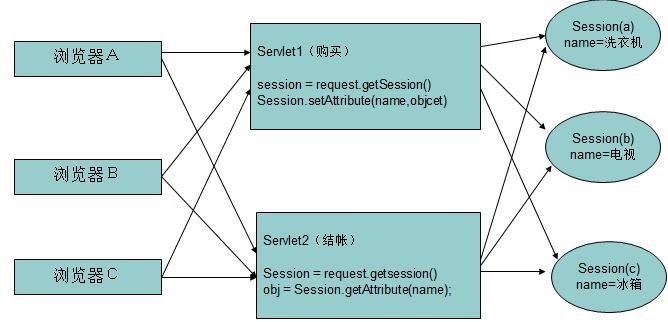 浏览器A
浏览器B
浏览器C
Servlet1（购买）
session = request.getSession()
Session.setAttribute(name,objcet)
Servlet2（结帐）
Session = request.getsession()
obj = Session.getAttribute(name);
Session(a)
name=洗衣机
Session(b)
name=电视
Session(c)
name=冰箱